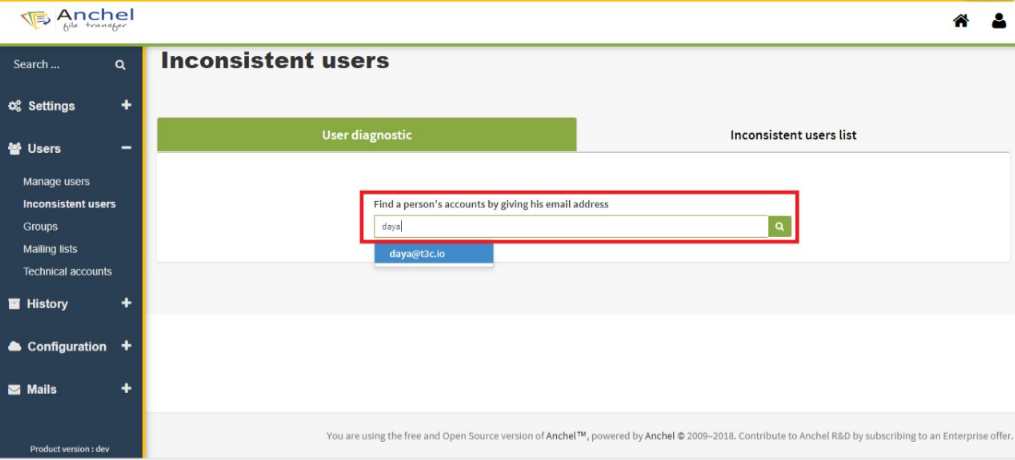 Anchel
file transfer
Search ...
Inconsistent users
Settings
Users
Manage users
Inconsistent users
Groups
Mailing lists
Technical accounts
History
Configuration
Mails
Product version : dev
User diagnostic
Inconsistent users list
Find a person's accounts by giving his email address
daya
daya@t3c.io
You are using the free and Open Source version of Anchel™, powered by Anchel © 2009–2018. Contribute to Anchel R&D by subscribing to an Enterprise offer.